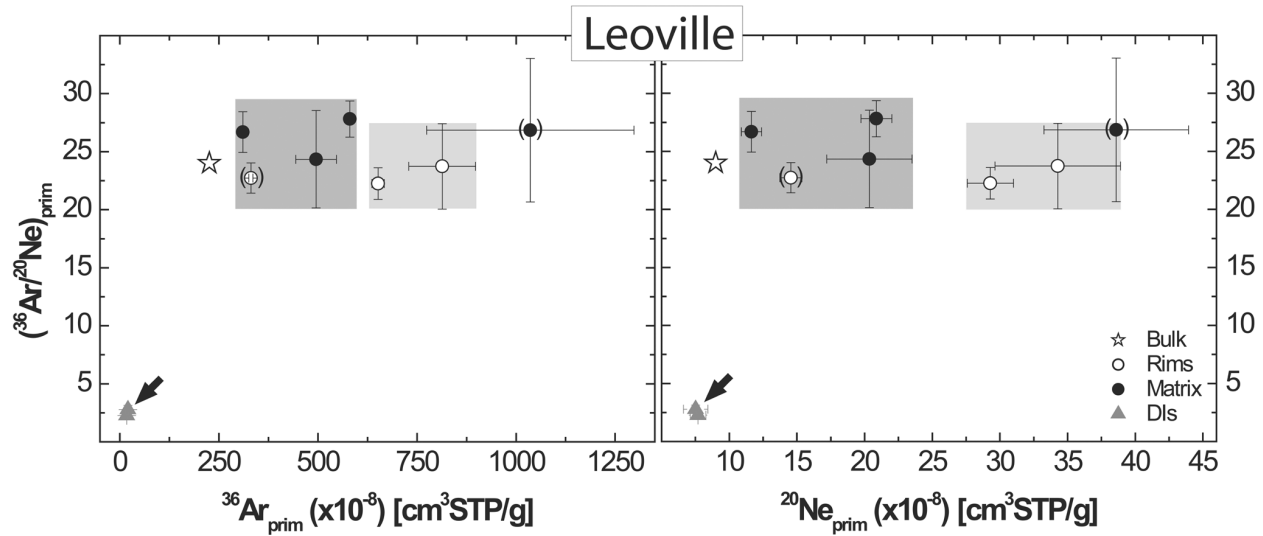 Leoville
(³⁶Ar/²⁰Ne)prim
30
25
20
15
10
5
0 250 500 750 1000 1250
³⁶Arprim (x10⁻⁸) [cm³STP/g]
30
25
20
15
10
5
10 15 20 25 30 35 40 45
²⁰Neprim (x10⁻⁸) [cm³STP/g]
Bulk
Rims
Matrix
DIs